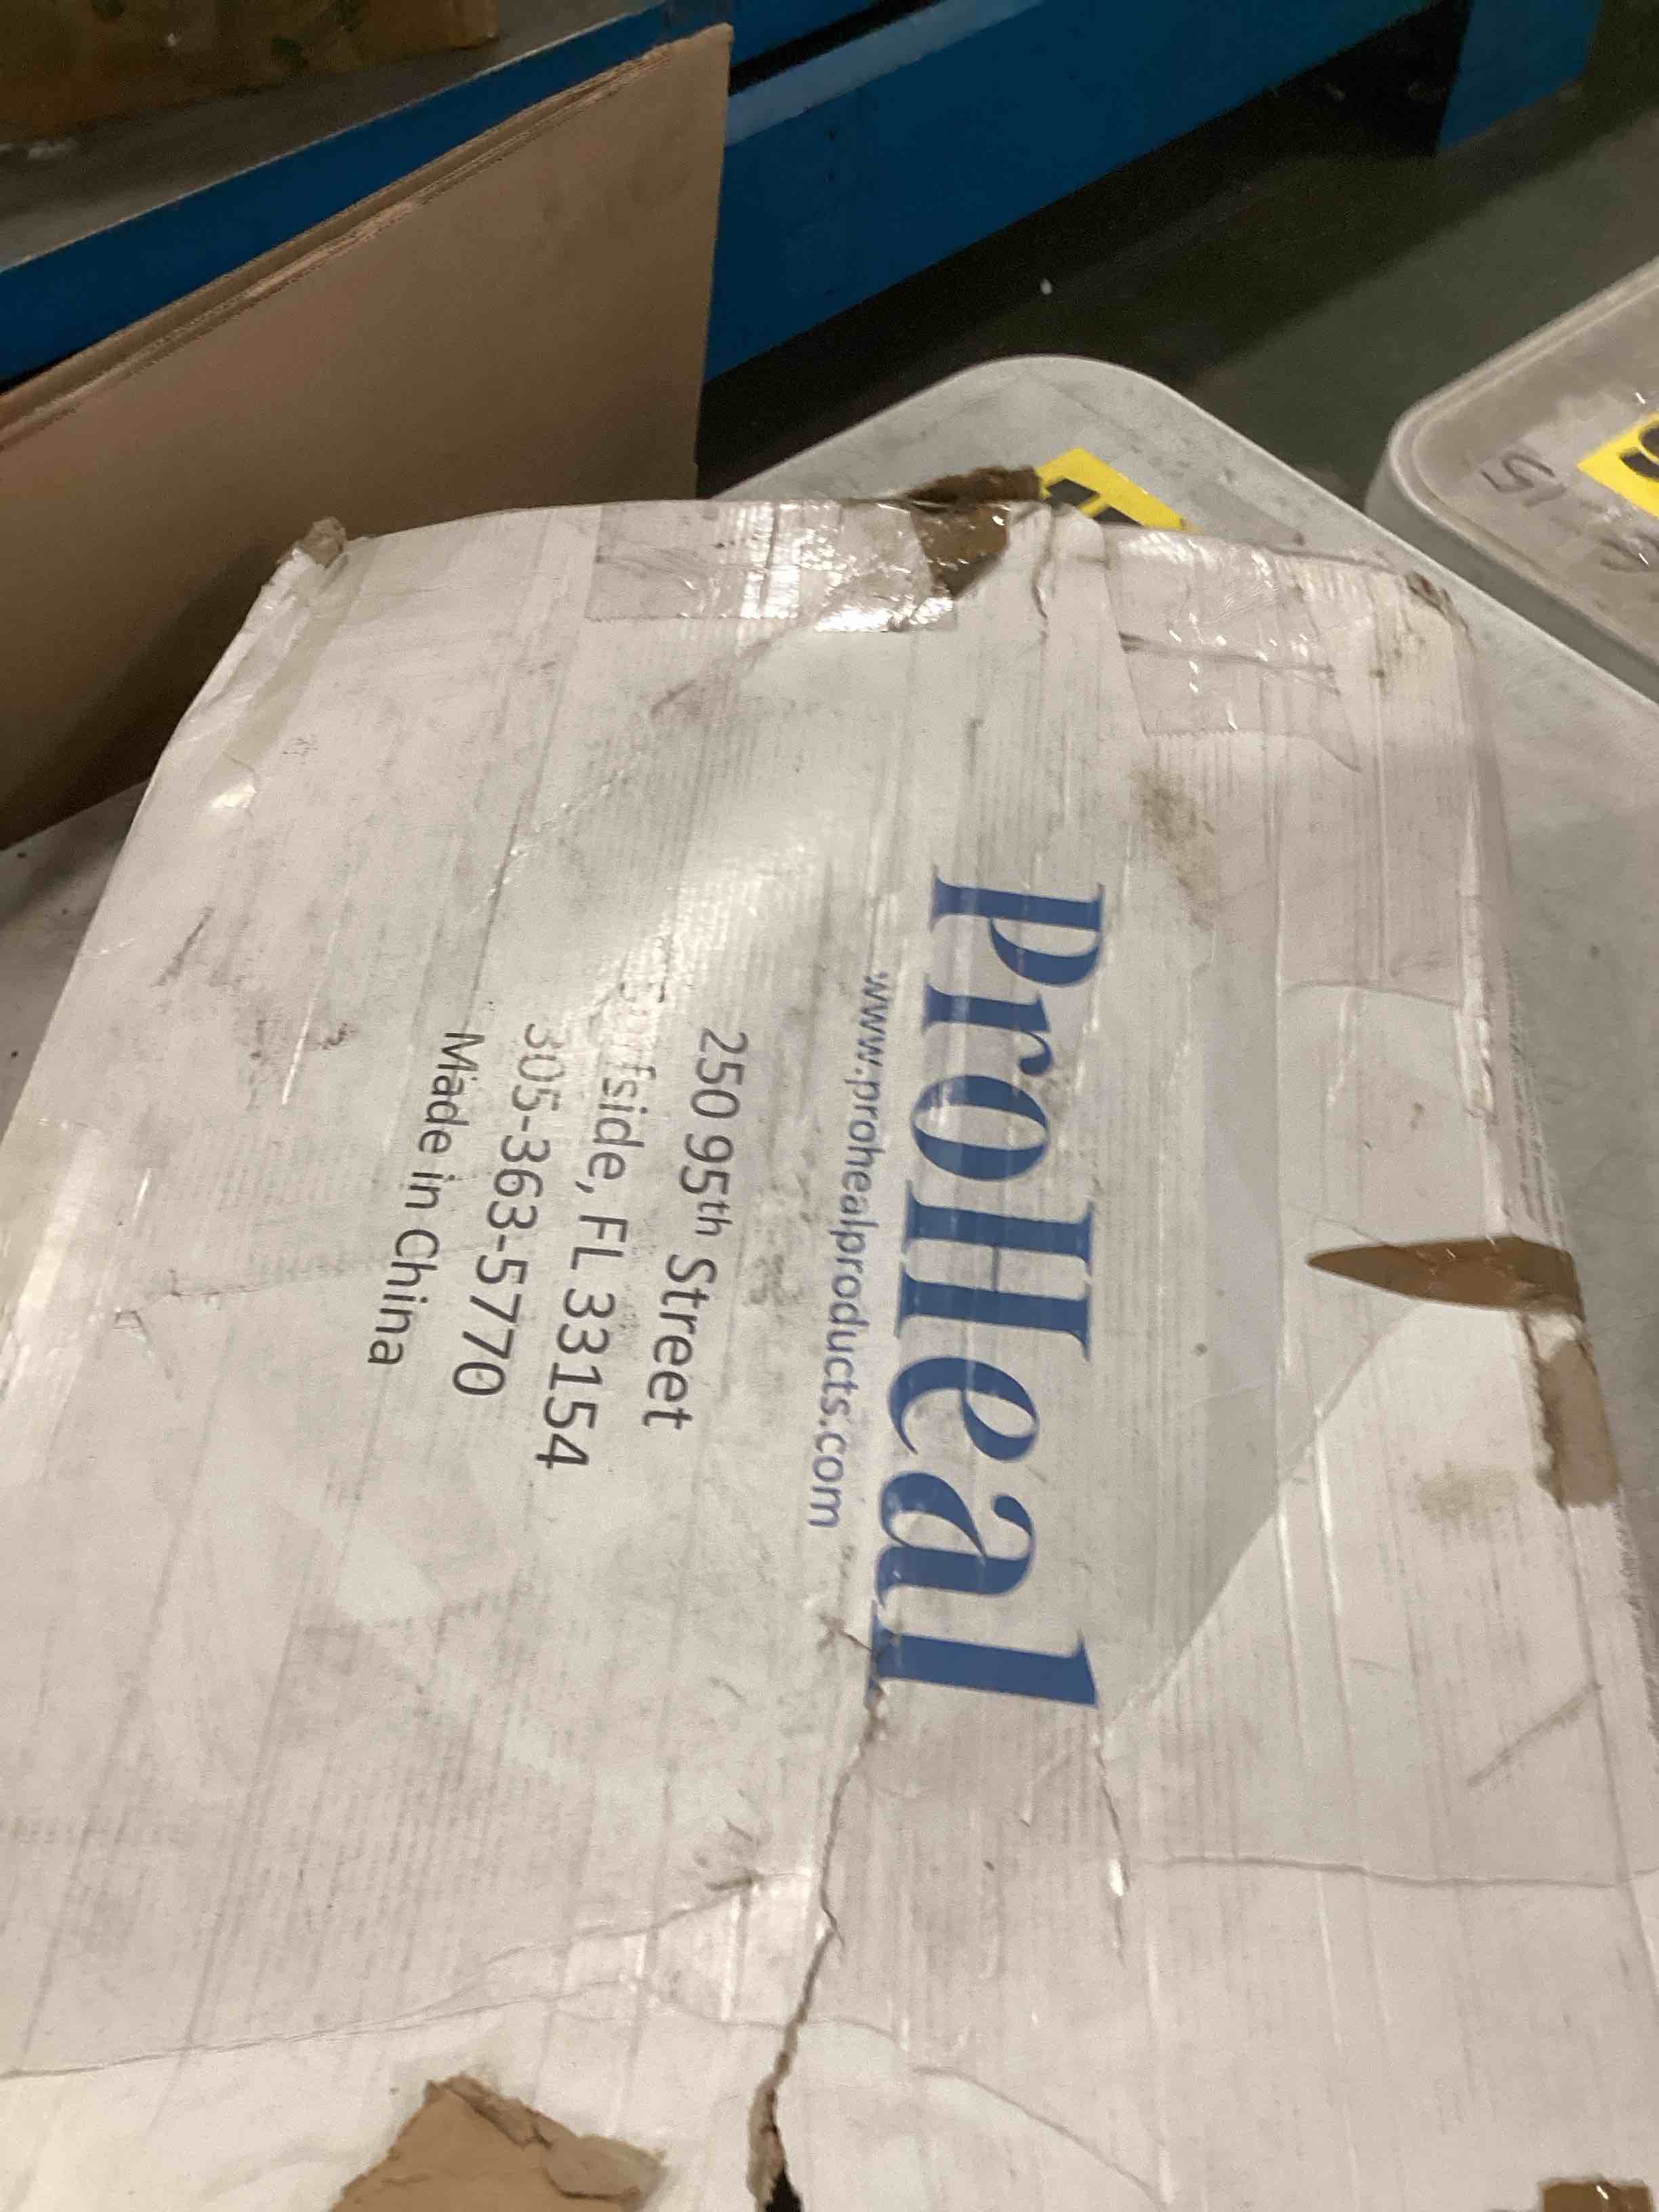 ProHeal
www.prohealproducts.com
250 95th Street
fside, FL 33154
305-363-5770
Made in China